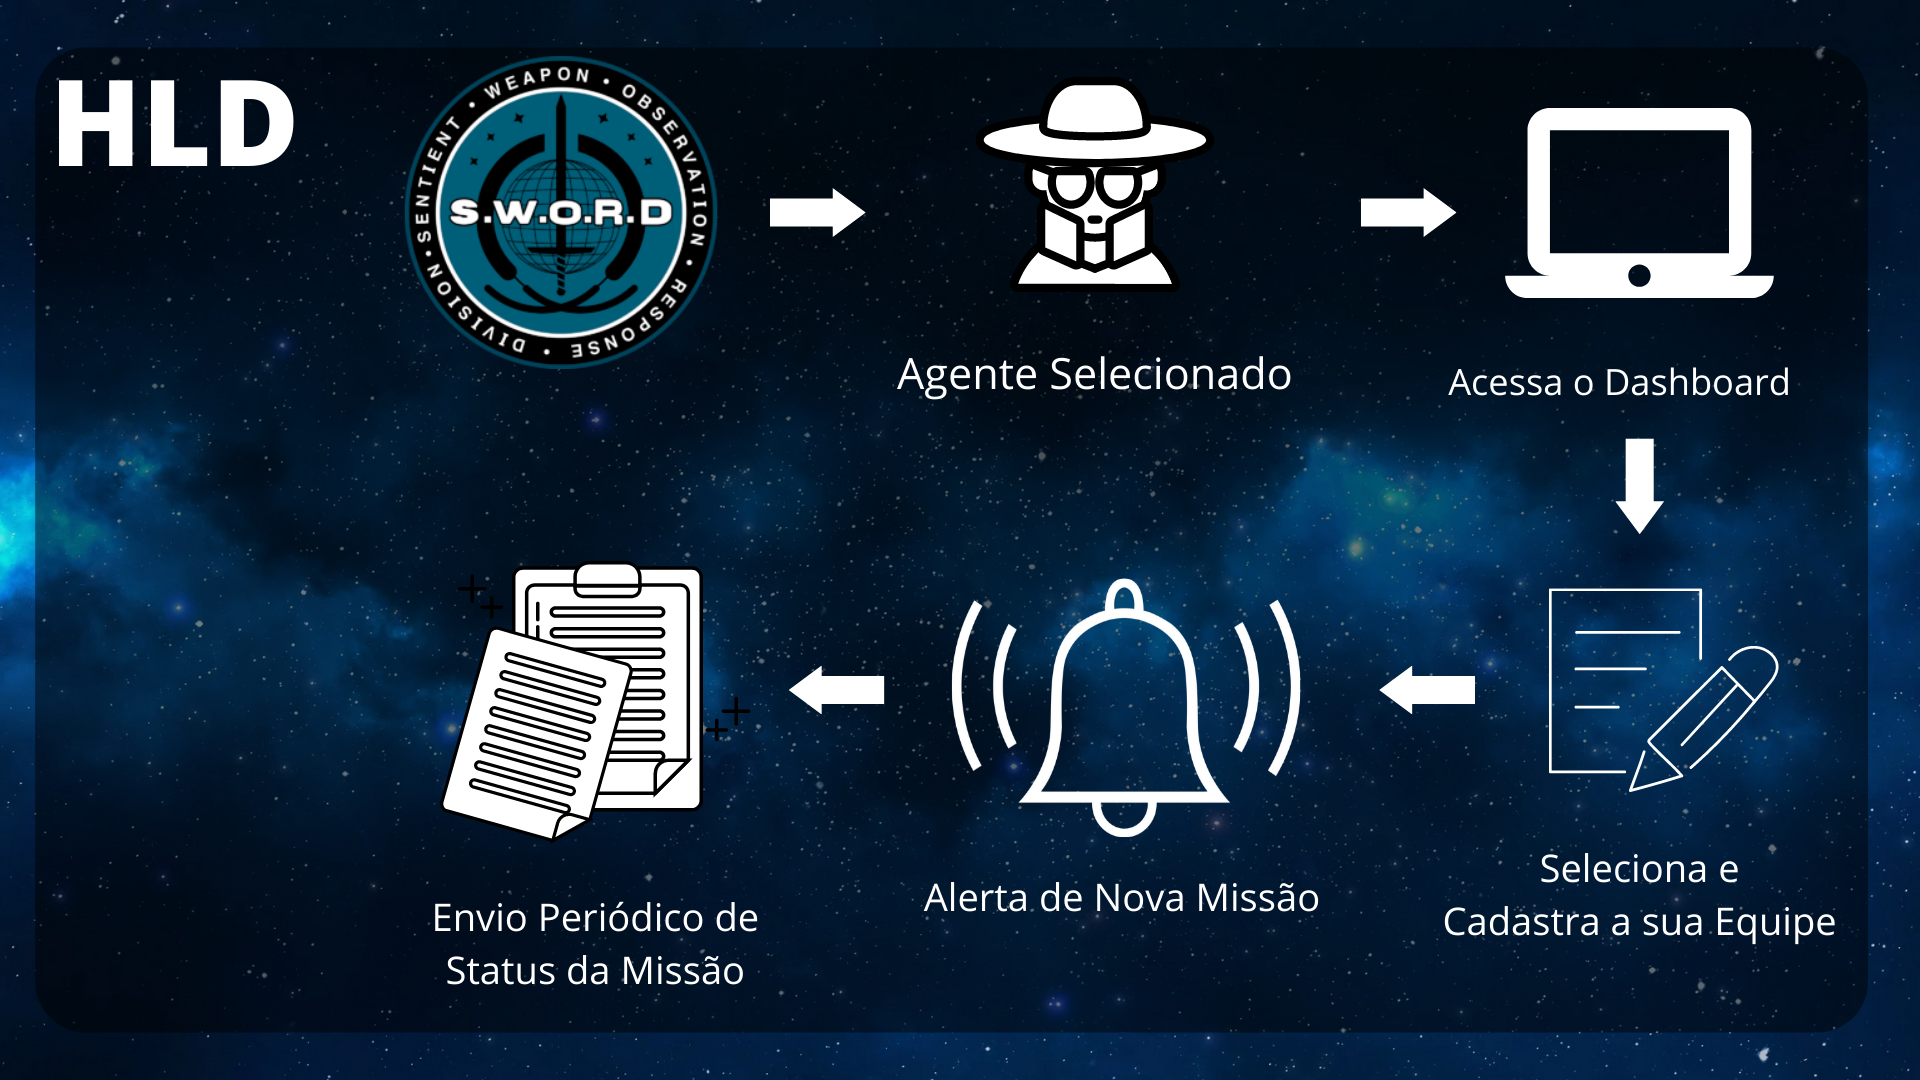 HLD
SENTIENT • WEAPON • OBSERVATION • RESPONSE • DIVISION •
S.W.O.R.D
Agente Selecionado
Acessa o Dashboard
Seleciona e
Cadastra a sua Equipe
Alerta de Nova Missão
Envio Periódico de
Status da Missão